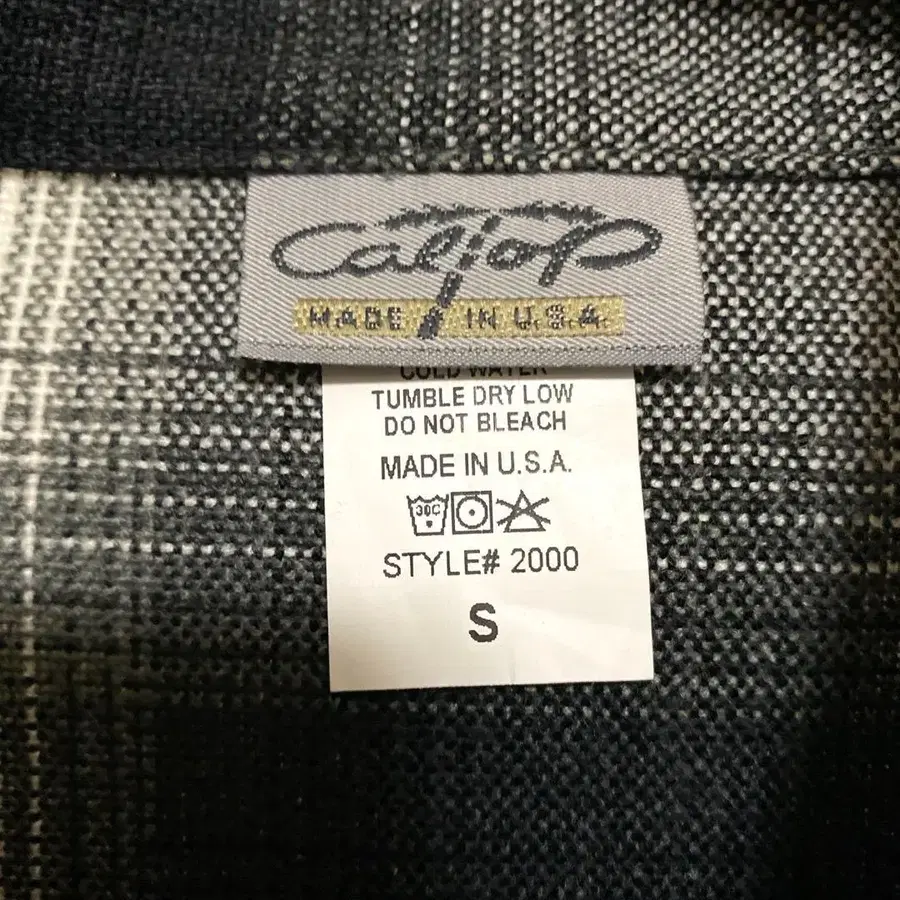 CalTop
MADE IN U.S.A.
COLD WATER
TUMBLE DRY LOW
DO NOT BLEACH
MADE IN U.S.A.
30C
STYLE# 2000
S